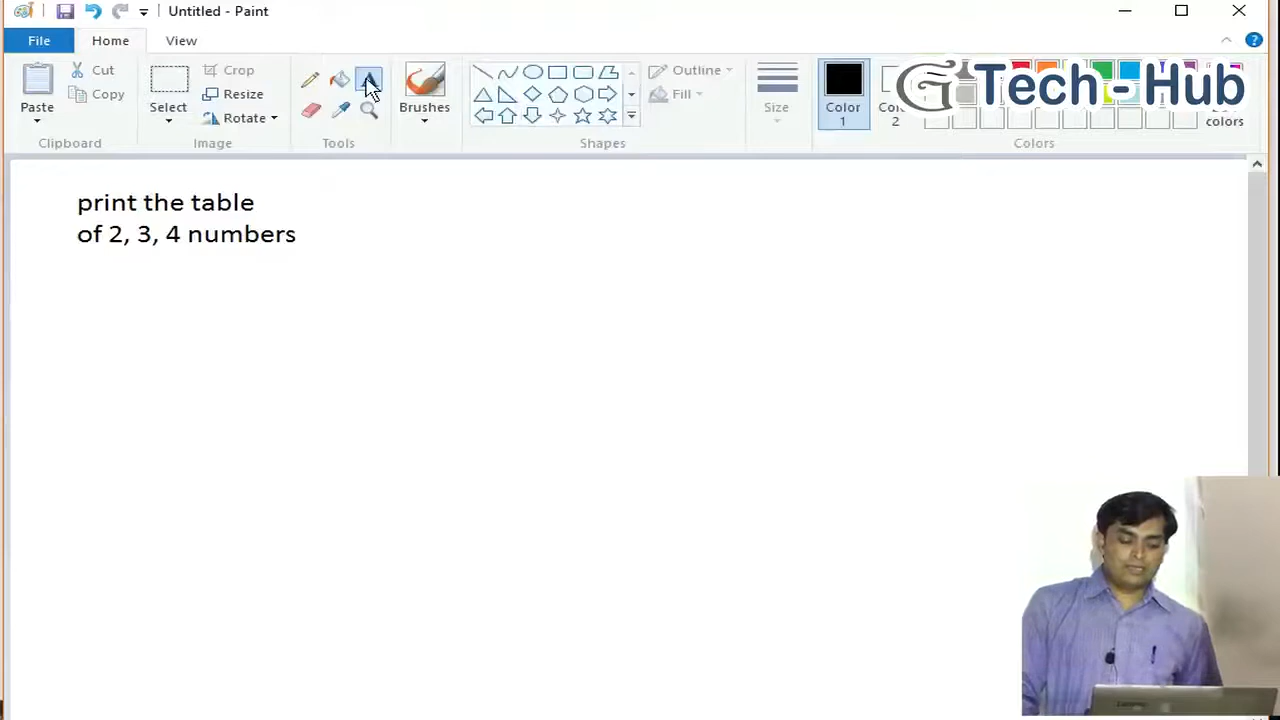 Untitled - Paint
File
Home
View
Paste
Cut
Copy
Clipboard
Select
Crop
Resize
Rotate
Image
Tools
Brushes
Shapes
Outline
Fill
Size
Color
1
2
colors
Colors
G Tech - Hub
print the table
of 2, 3, 4 numbers